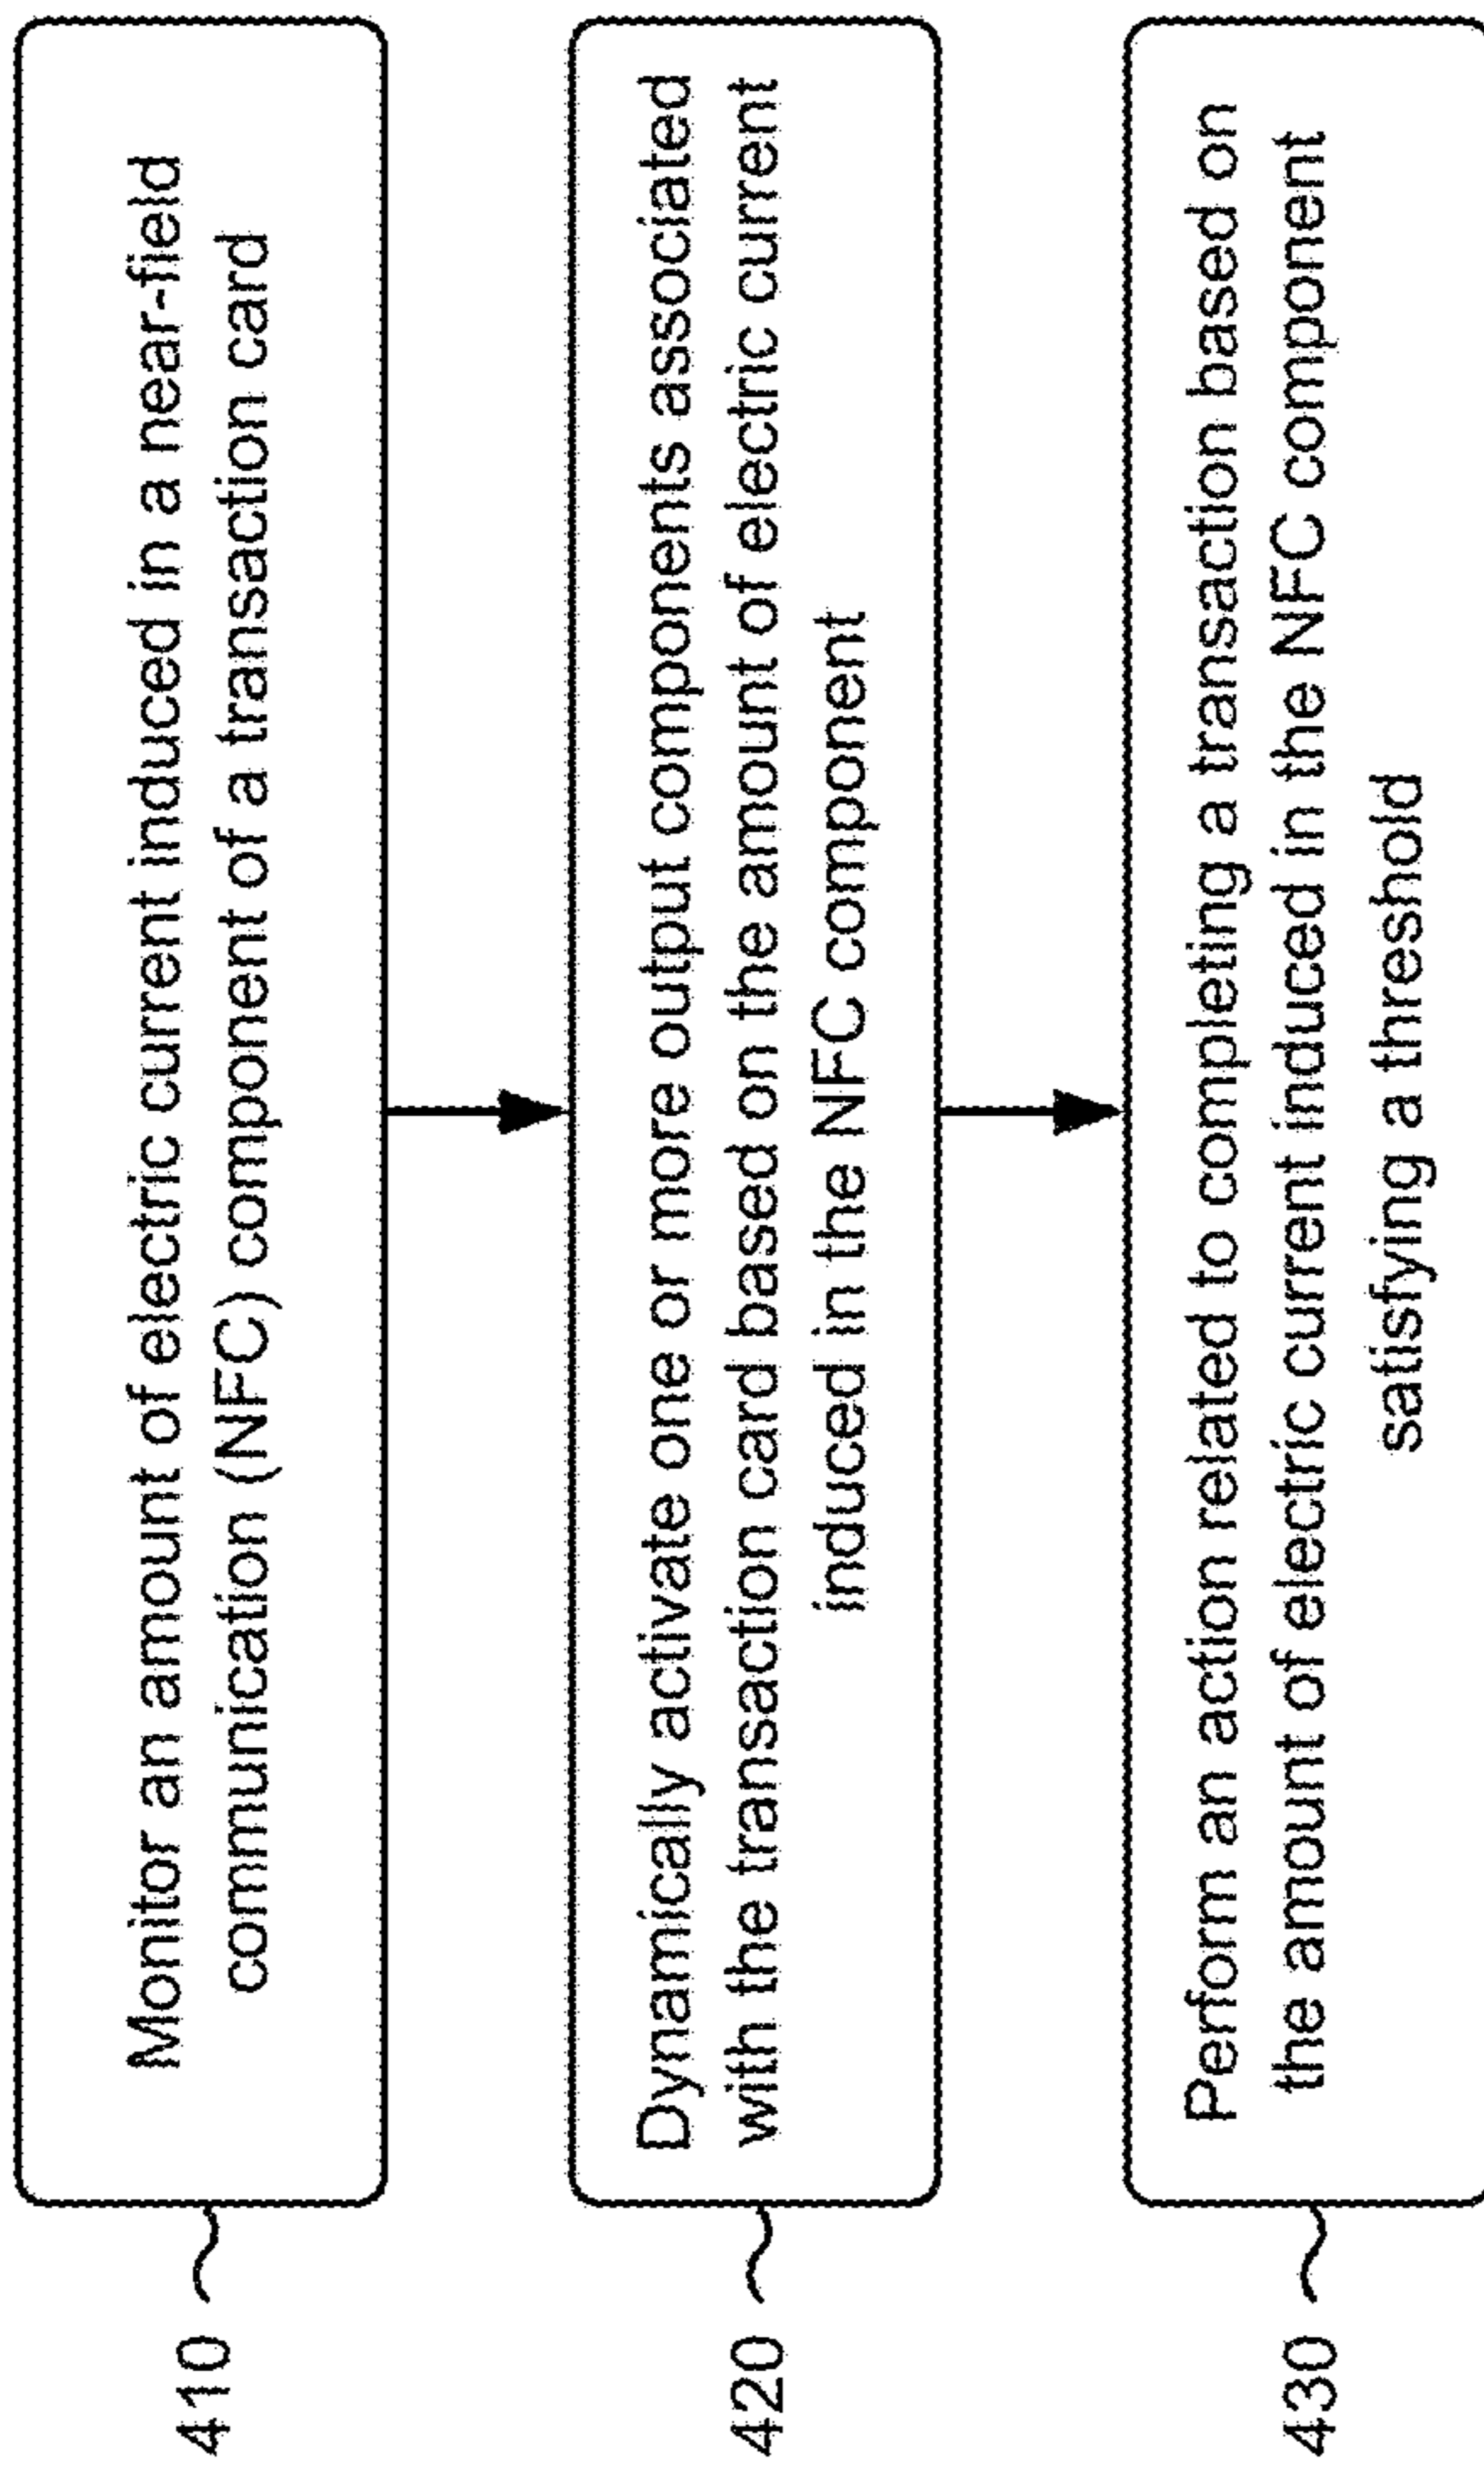 410
Monitor an amount of electric current induced in a near-field
communication (NFC) component of a transaction card
420
Dynamically activate one or more output components associated
with the transaction card based on the amount of electric current
induced in the NFC component
430
Perform an action related to completing a transaction based on
the amount of electric current induced in the NFC component
satisfying a threshold